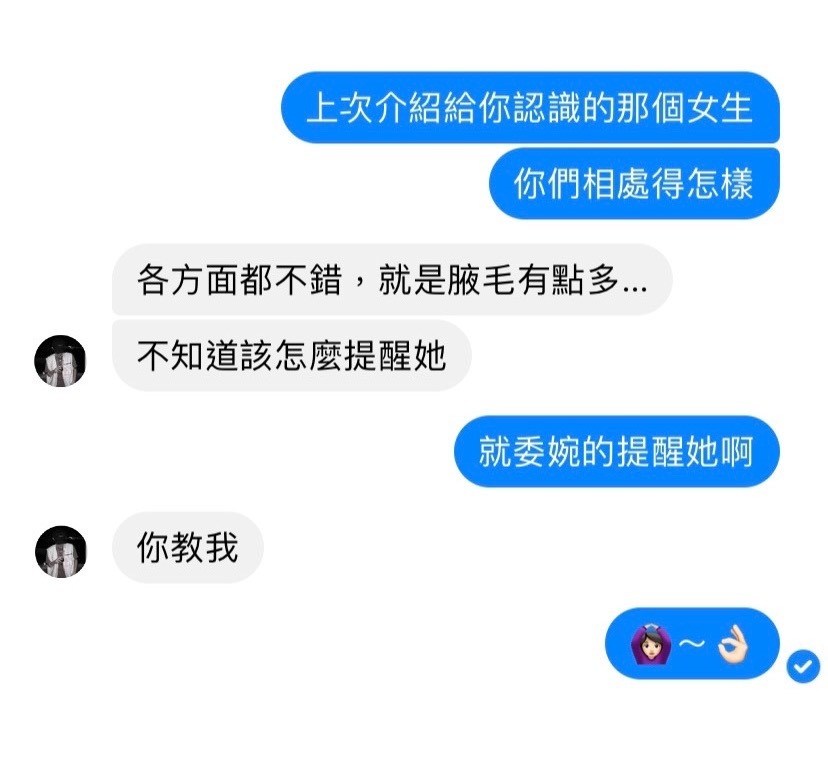 上次介紹給你認識的那個女生
你們相處得怎樣
各方面都不錯，就是腋毛有點多...
不知道該怎麼提醒她
就委婉的提醒她啊
你教我
🙆🏻‍♀️～👌🏻